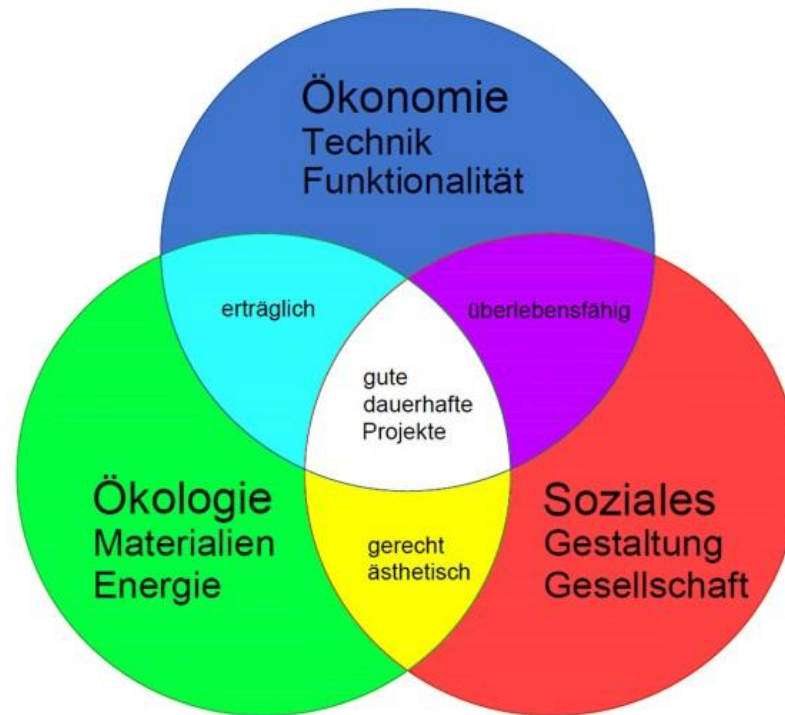 Ökonomie
Technik
Funktionalität
erträglich
überlebensfähig
gute
dauerhafte
Projekte
Ökologie
Materialien
Energie
gerecht
ästhetisch
Soziales
Gestaltung
Gesellschaft